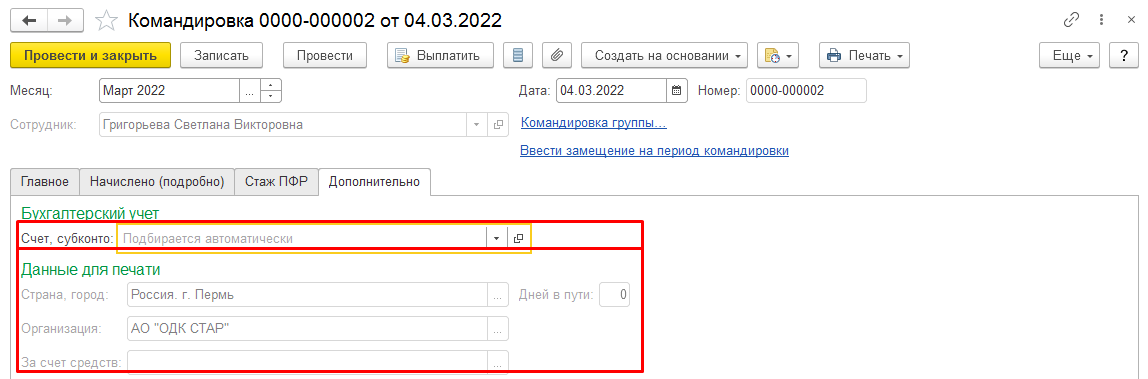 Командировка 0000-000002 от 04.03.2022
Провести и закрыть Записать Провести Выплатить Создать на основании Печать Еще ?
Месяц: Март 2022 ... Дата: 04.03.2022 Номер: 0000-000002
Сотрудник: Григорьева Светлана Викторовна Командировка группы...
Ввести замещение на период командировки
Главное Начислено (подробно) Стаж ПФР Дополнительно
Бухгалтерский учет
Счет, субконто: Подбирается автоматически
Данные для печати
Страна, город: Россия. г. Пермь ... Дней в пути: 0
Организация: АО "ОДК СТАР" ...
За счет средств: ...